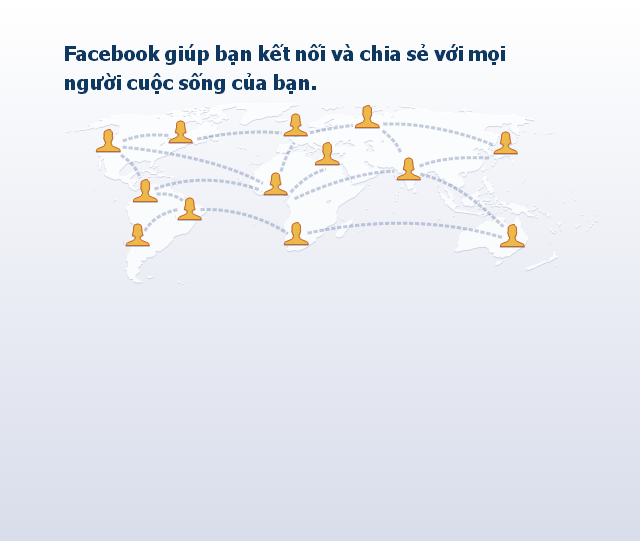 Facebook giúp bạn kết nối và chia sẻ với mọi
người cuộc sống của bạn.